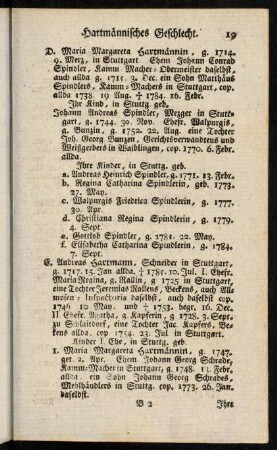 Hartmännisches Geschlecht. 19
D. Maria Margareta Hartmännin, g. 1714.
9. Merz, in Stuttgart. Ehem Johann Conrad
Spindler, Kamm-Macher-Obermeister daselbst,
auch allda g. 1715. 3. Dec. ein Sohn Matthäus
Spindlers, Kamm-Machers in Stuttgart, cop.
allda 1738. 19 Aug. † 1784. 16. Febr.
Ihr Kind, in Stuttg. geb.
Johann Andreas Spindler, Mezger in Stutt-
gart, g. 1744. 30. Nov. Ehefr. Walpurgis,
g. Bunzin, g. 1752. 22. Aug. eine Tochter
Joh. Georg Bunzen, Gerichtsverwandtens und
Weißgerbers in Waiblingen, cop. 1770. 6. Febr.
allda.
Ihre Kinder, in Stuttg. geb.
a. Andreas Heinrich Spindler, g. 1771. 13. Febr.
b. Regina Catharina Spindlerin, geb. 1773.
27. May.
c. Walpurgis Friedrica Spindlerin, g. 1777.
30. Apr.
d. Christiana Regina Spindlerin, g. 1779.
4. Sept.
e. Gottlob Spindler, g. 1781. 22. May.
f. Elisabetha Catharina Spindlerin, g. 1784.
7. Sept.
E. Andreas Hartmann, Schneider in Stuttgart,
g. 1717. 15. Jan. allda. † 1781. 10. Jul. I. Ehefr.
Maria Regina, g. Kallin, g. 1725 in Stuttgart,
eine Tochter Jeremias Kallens, Beckens, auch Alle
mosen-Inspectoria daselbst, auch daselbst cop.
1746 10 May, und † 1753. begr. 16. Dec.
II Ehefr. Agatha, g. Kapferin, g. 1728. 3. Sept.
zu Schlaitdorf, eine Tochter Jac. Kapfers, Be-
kens allda, cop. 1754. 23. Jul. in Stuttgart.
Kinder I. Ehe, in Stuttg. geb.
1. Maria Margareta Hartmännin, g. 1747.
get. 2. Apr. Ehem Johann Georg Schrade,
Kamm-Macher in Stuttgart, g. 1748. 13. Febr.
allda, ein Sohn Johann Georg Schrades,
Mehlhändlers in Stuttg. cop. 1773. 26. Jan.
daselbst.
B 2 Ihre